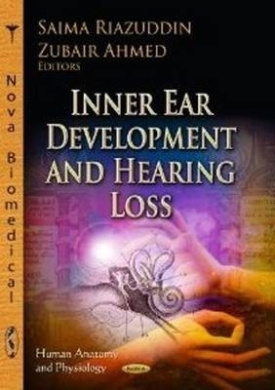 SAIMA RIAZUDDIN
ZUBAIR AHMED
EDITORS
Nova Biomedical
INNER EAR
DEVELOPMENT
AND HEARING
LOSS
Human Anatomy
and Physiology